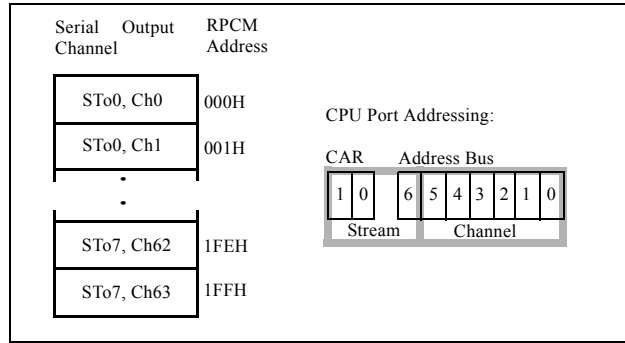 Serial Output Channel
RPCM Address
STo0, Ch0
000H
STo0, Ch1
001H
STo7, Ch62
1FEH
STo7, Ch63
1FFH
CPU Port Addressing:
CAR Address Bus
1 0 6 5 4 3 2 1 0
Stream Channel